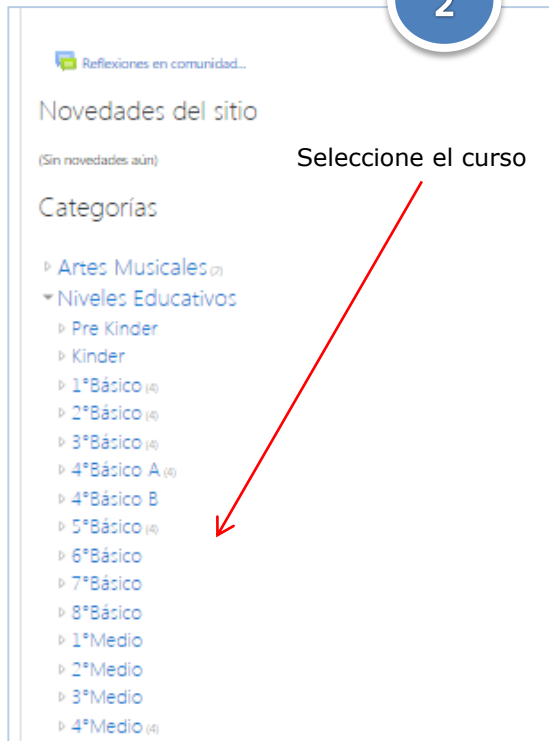 2
Reflexiones en comunidad...
Novedades del sitio
(Sin novedades aún)
Seleccione el curso
Categorías
Artes Musicales (7)
Niveles Educativos
Pre Kinder
Kinder
1°Básico (4)
2°Básico (4)
3°Básico (4)
4°Básico A (4)
4°Básico B
5°Básico (4)
6°Básico
7°Básico
8°Básico
1°Medio
2°Medio
3°Medio
4°Medio (4)